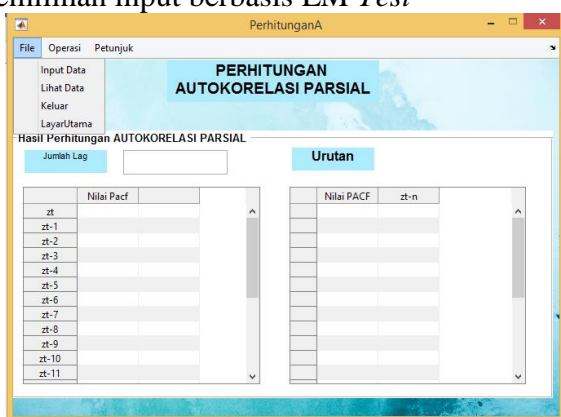 pemilihan input berbasis LM Test
PerhitunganA
File Operasi Petunjuk
Input Data
Lihat Data
Keluar
LayarUtama
PERHITUNGAN
AUTOKORELASI PARSIAL
Hasil Perhitungan AUTOKORELASI PARSIAL
Jumlah Lag
Urutan
Nilai Pacf
zt
zt-1
zt-2
zt-3
zt-4
zt-5
zt-6
zt-7
zt-8
zt-9
zt-10
zt-11
Nilai PACF zt-n